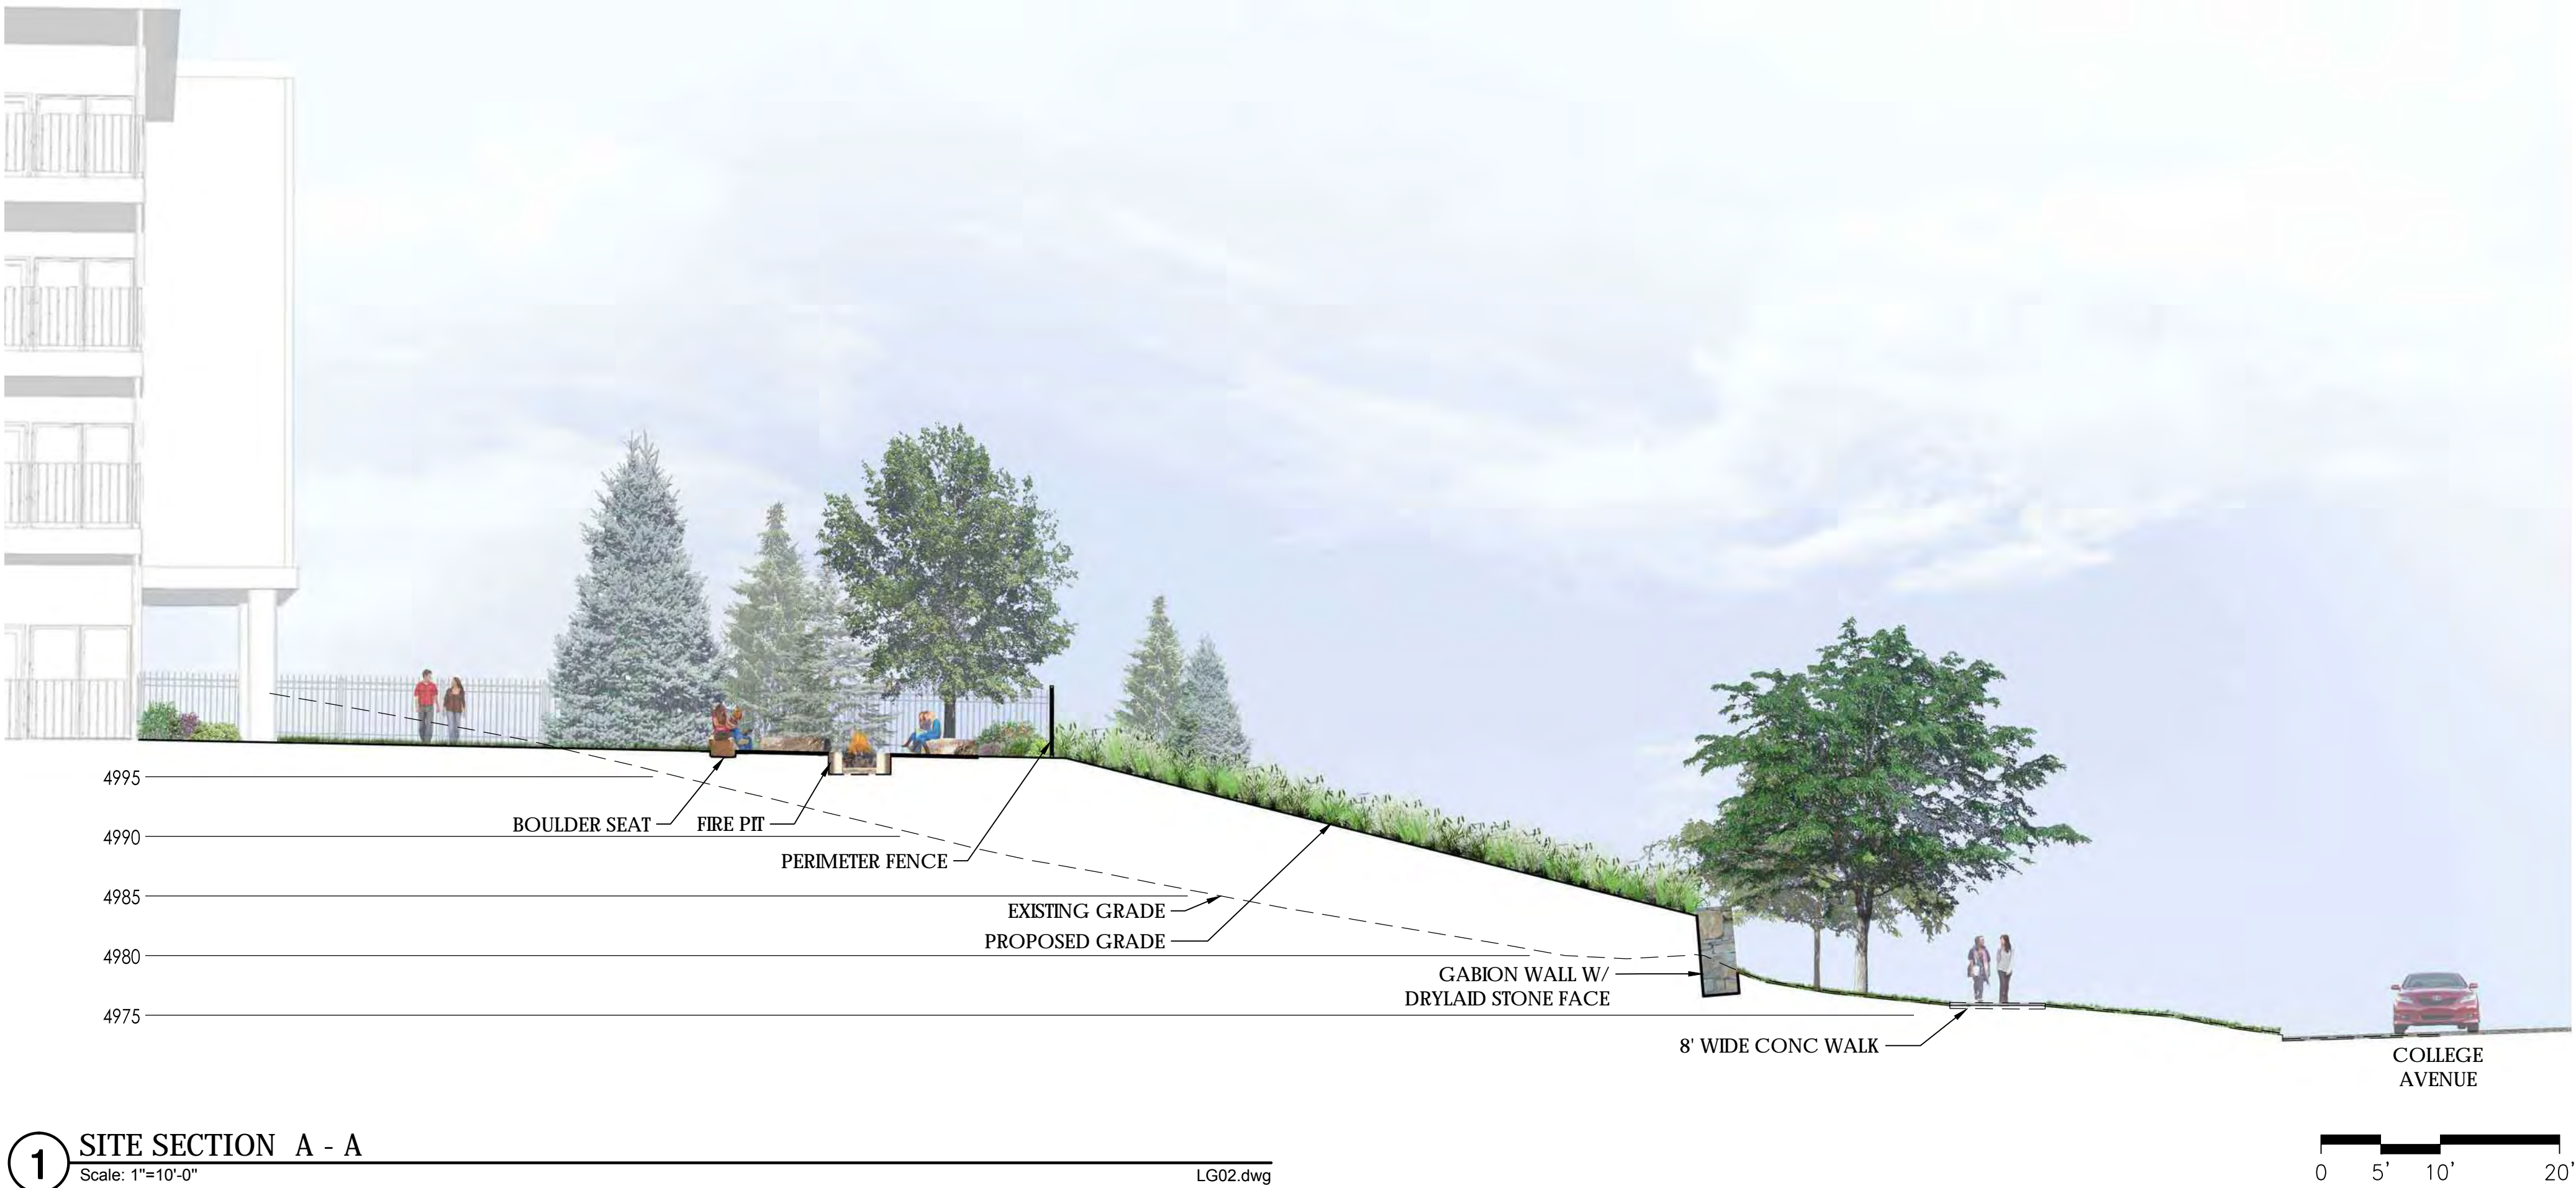 4995
BOULDER SEAT
FIRE PIT
4990
PERIMETER FENCE
4985
EXISTING GRADE
PROPOSED GRADE
4980
GABION WALL W/
DRYLAID STONE FACE
4975
8' WIDE CONC WALK
COLLEGE
AVENUE
1
SITE SECTION A - A
Scale: 1"=10'-0"
LG02.dwg
0 5' 10' 20'